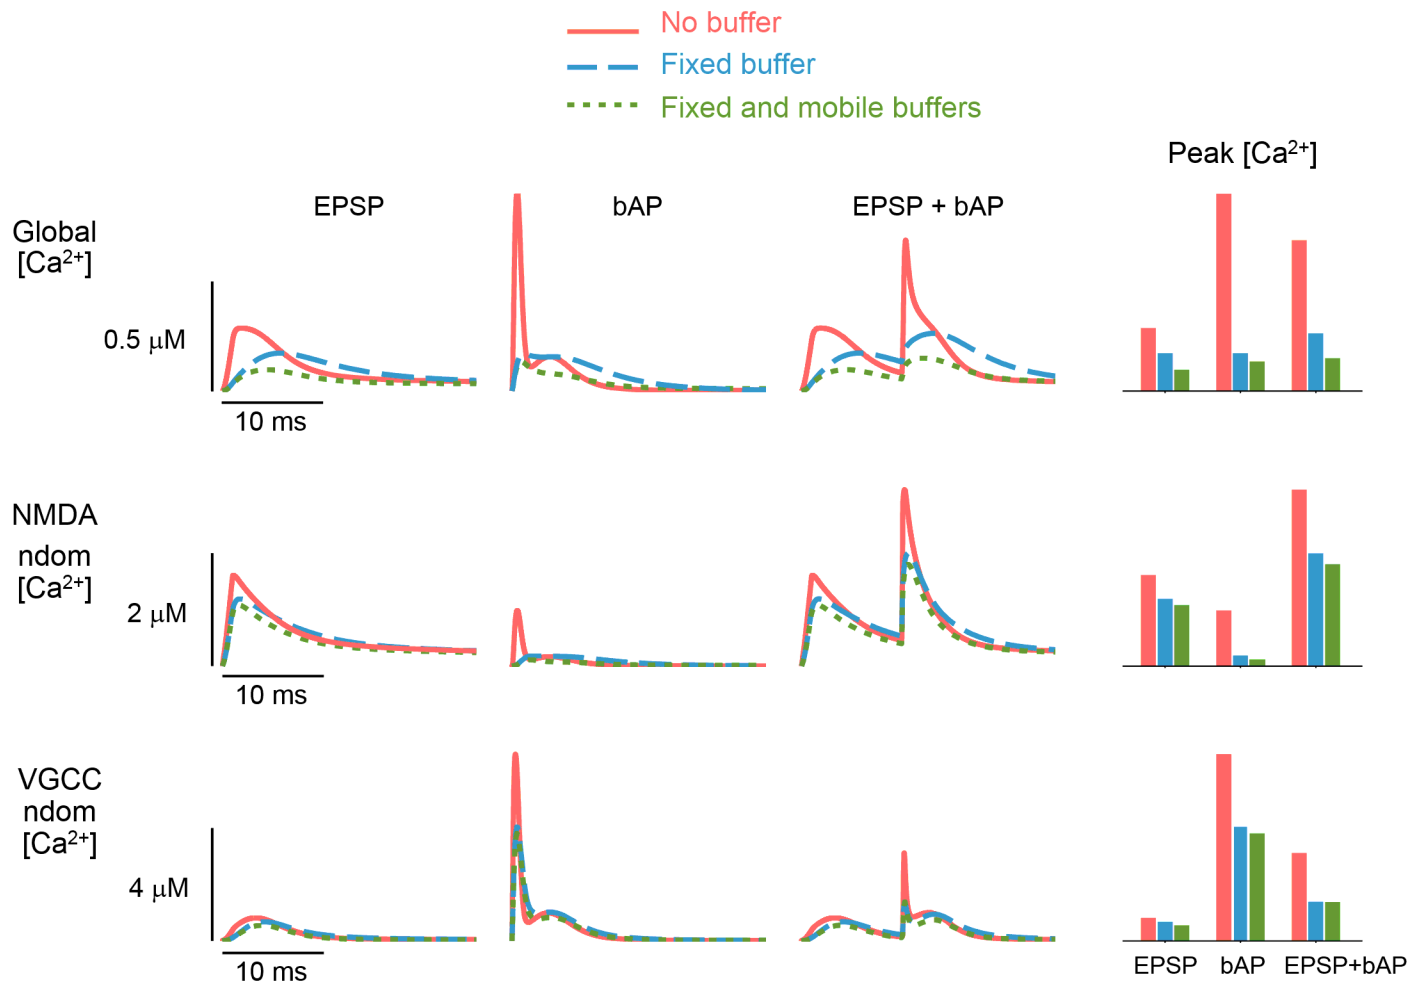 No buffer
Fixed buffer
Fixed and mobile buffers
Peak [Ca²⁺]
EPSP
bAP
EPSP + bAP
Global
[Ca²⁺]
0.5 μM
10 ms
NMDA
ndom
[Ca²⁺]
2 μM
10 ms
VGCC
ndom
[Ca²⁺]
4 μM
10 ms
EPSP
bAP
EPSP+bAP